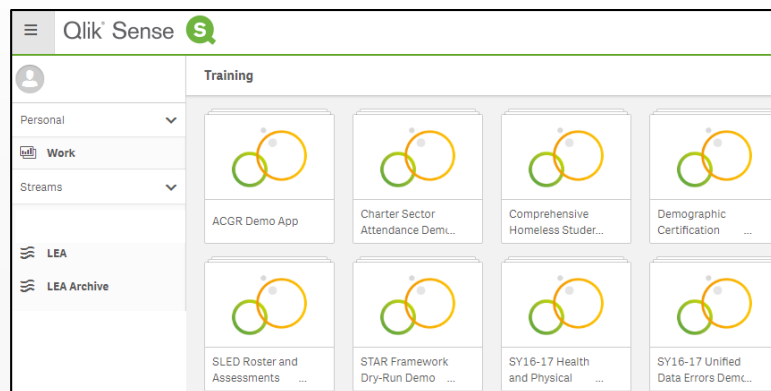 Qlik Sense
Training
Personal
Work
Streams
LEA
LEA Archive
ACGR Demo App
Charter Sector
Attendance Demo...
Comprehensive
Homeless Studer...
Demographic
Certification ...
SLED Roster and
Assessments ...
STAR Framework
Dry-Run Demo ...
SY16-17 Health
and Physical ...
SY16-17 Unified
Data Errors Demo...